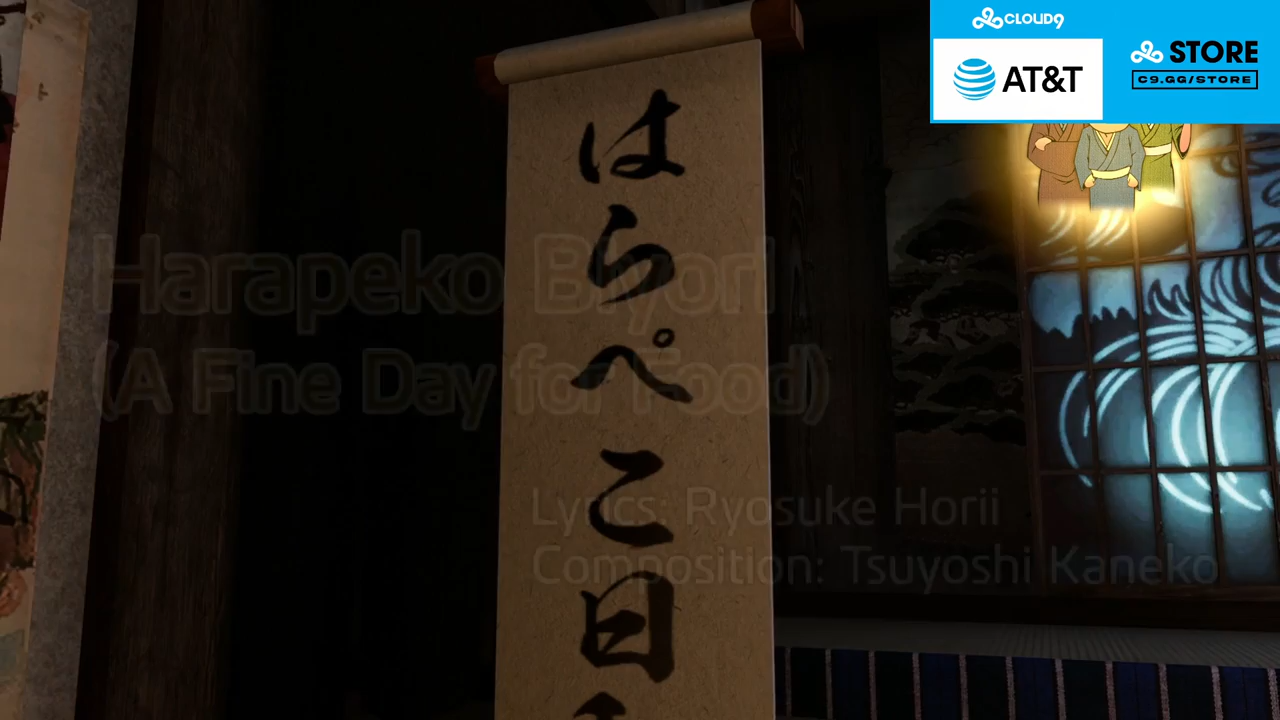 CLOUD9
AT&T
STORE
C9.GG/STORE
はらぺこ日
Harapeko Biyori
(A Fine Day for Food)
Lyrics: Ryosuke Horii
Composition: Tsuyoshi Kaneko